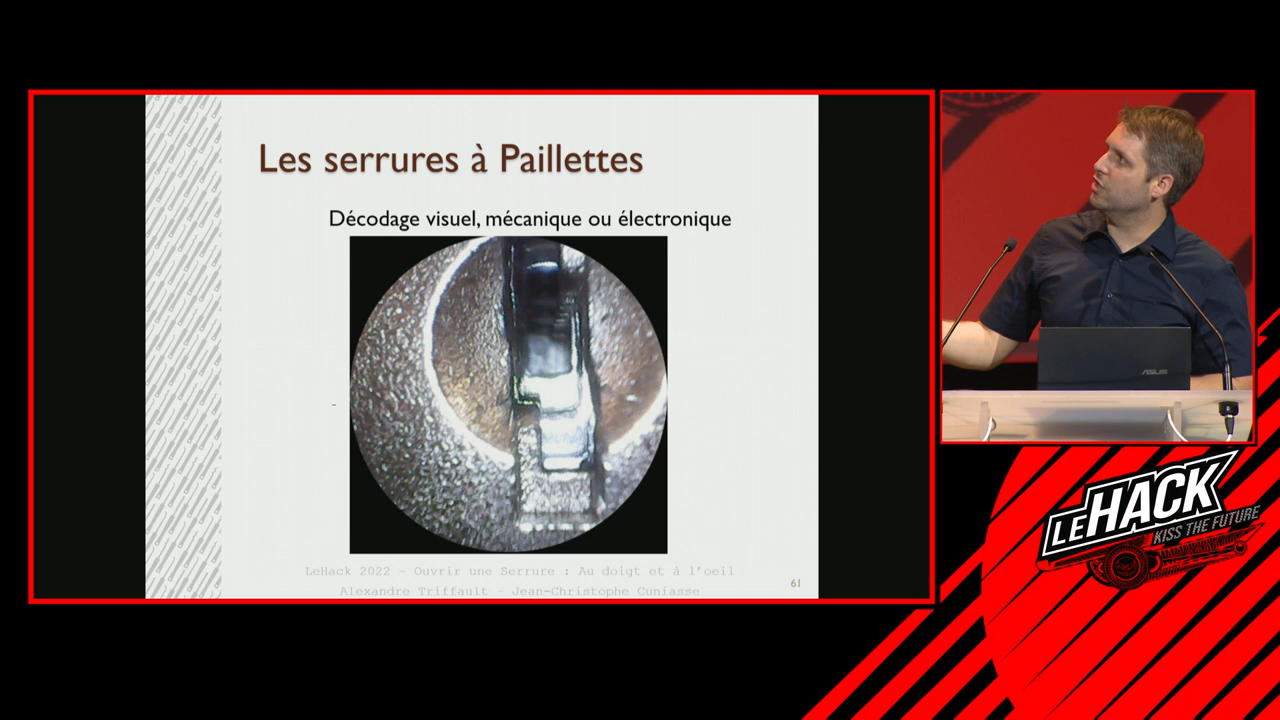 Les serrures à Paillettes
Décodage visuel, mécanique ou électronique
LeHack 2022 – Ouvrir une Serrure : Au doigt et à l'oeil
Alexandre Triffault – Jean-Christophe Cuniasse
61
ASUS
LEHACK
KISS THE FUTURE